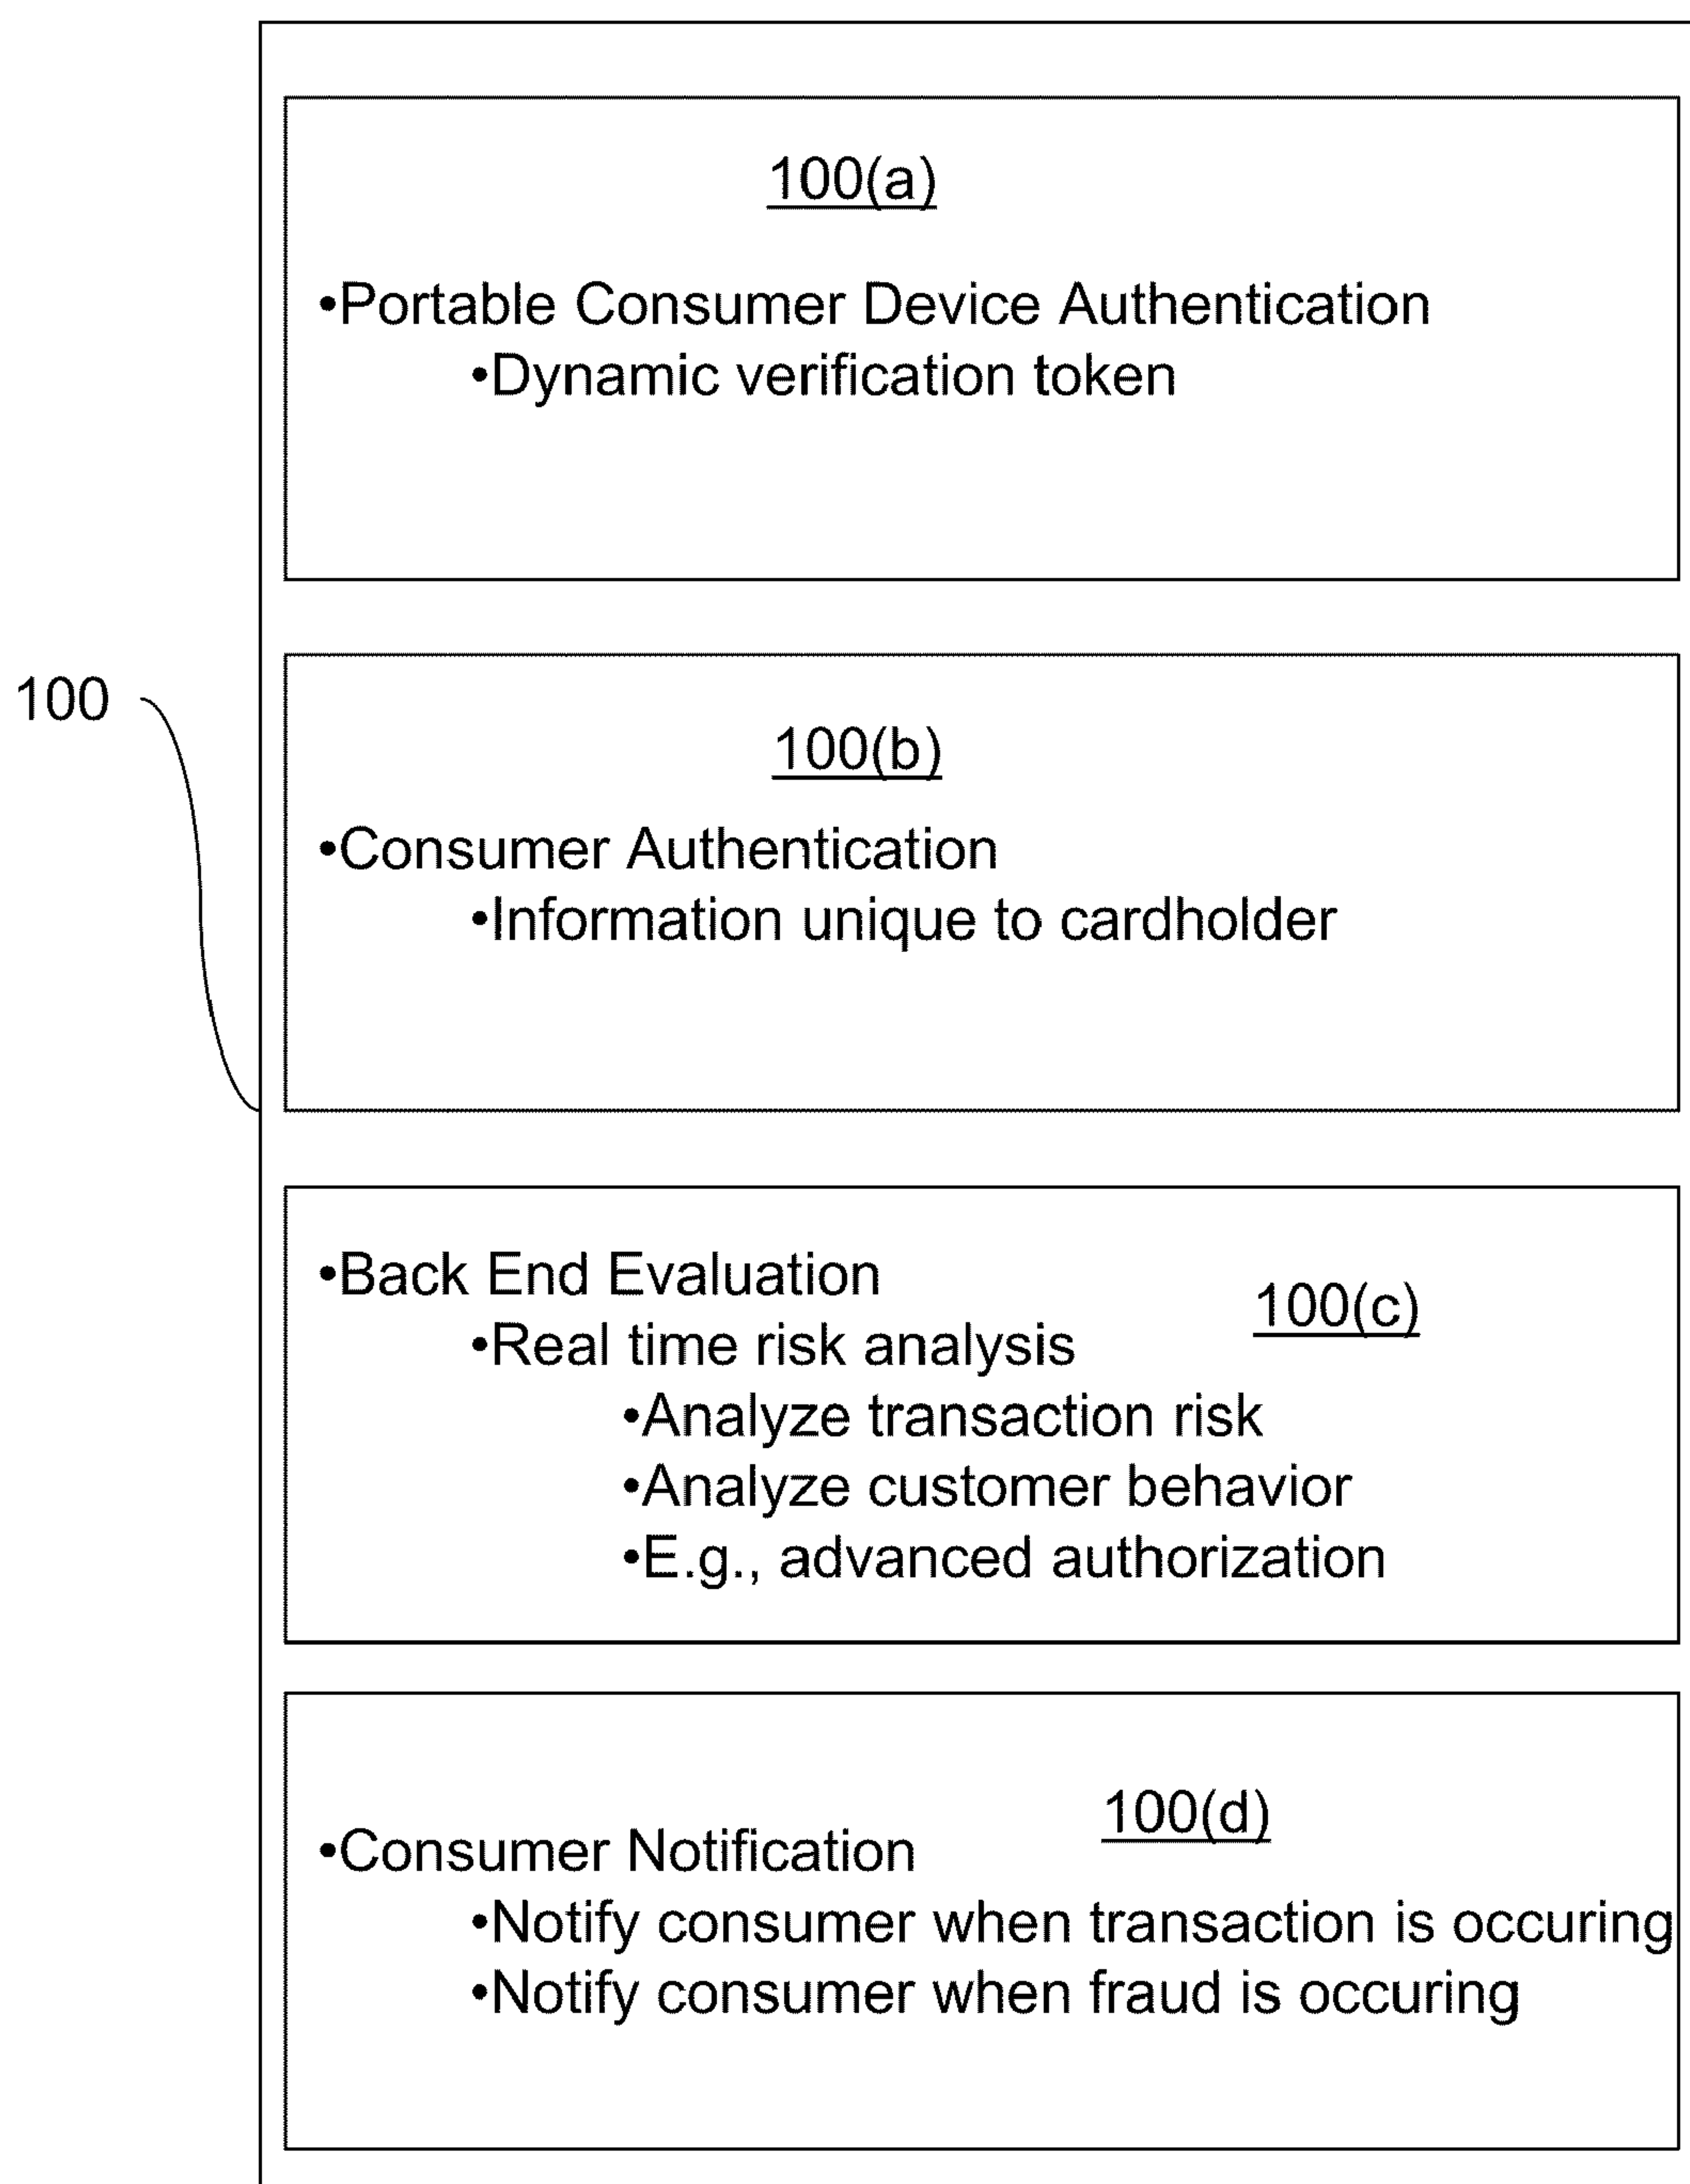 100(a)
•Portable Consumer Device Authentication
•Dynamic verification token
100
100(b)
•Consumer Authentication
•Information unique to cardholder
•Back End Evaluation
100(c)
•Real time risk analysis
•Analyze transaction risk
•Analyze customer behavior
•E.g., advanced authorization
100(d)
•Consumer Notification
•Notify consumer when transaction is occuring
•Notify consumer when fraud is occuring